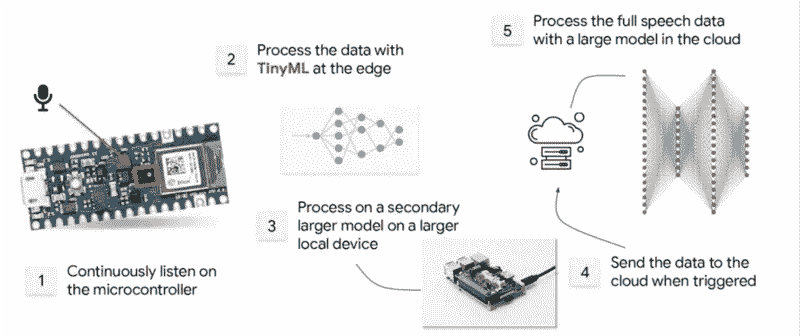 1
Continuously listen on
the microcontroller
2
Process the data with
TinyML at the edge
3
Process on a secondary
larger model on a larger
local device
4
Send the data to the
cloud when triggered
5
Process the full speech data
with a large model in the cloud